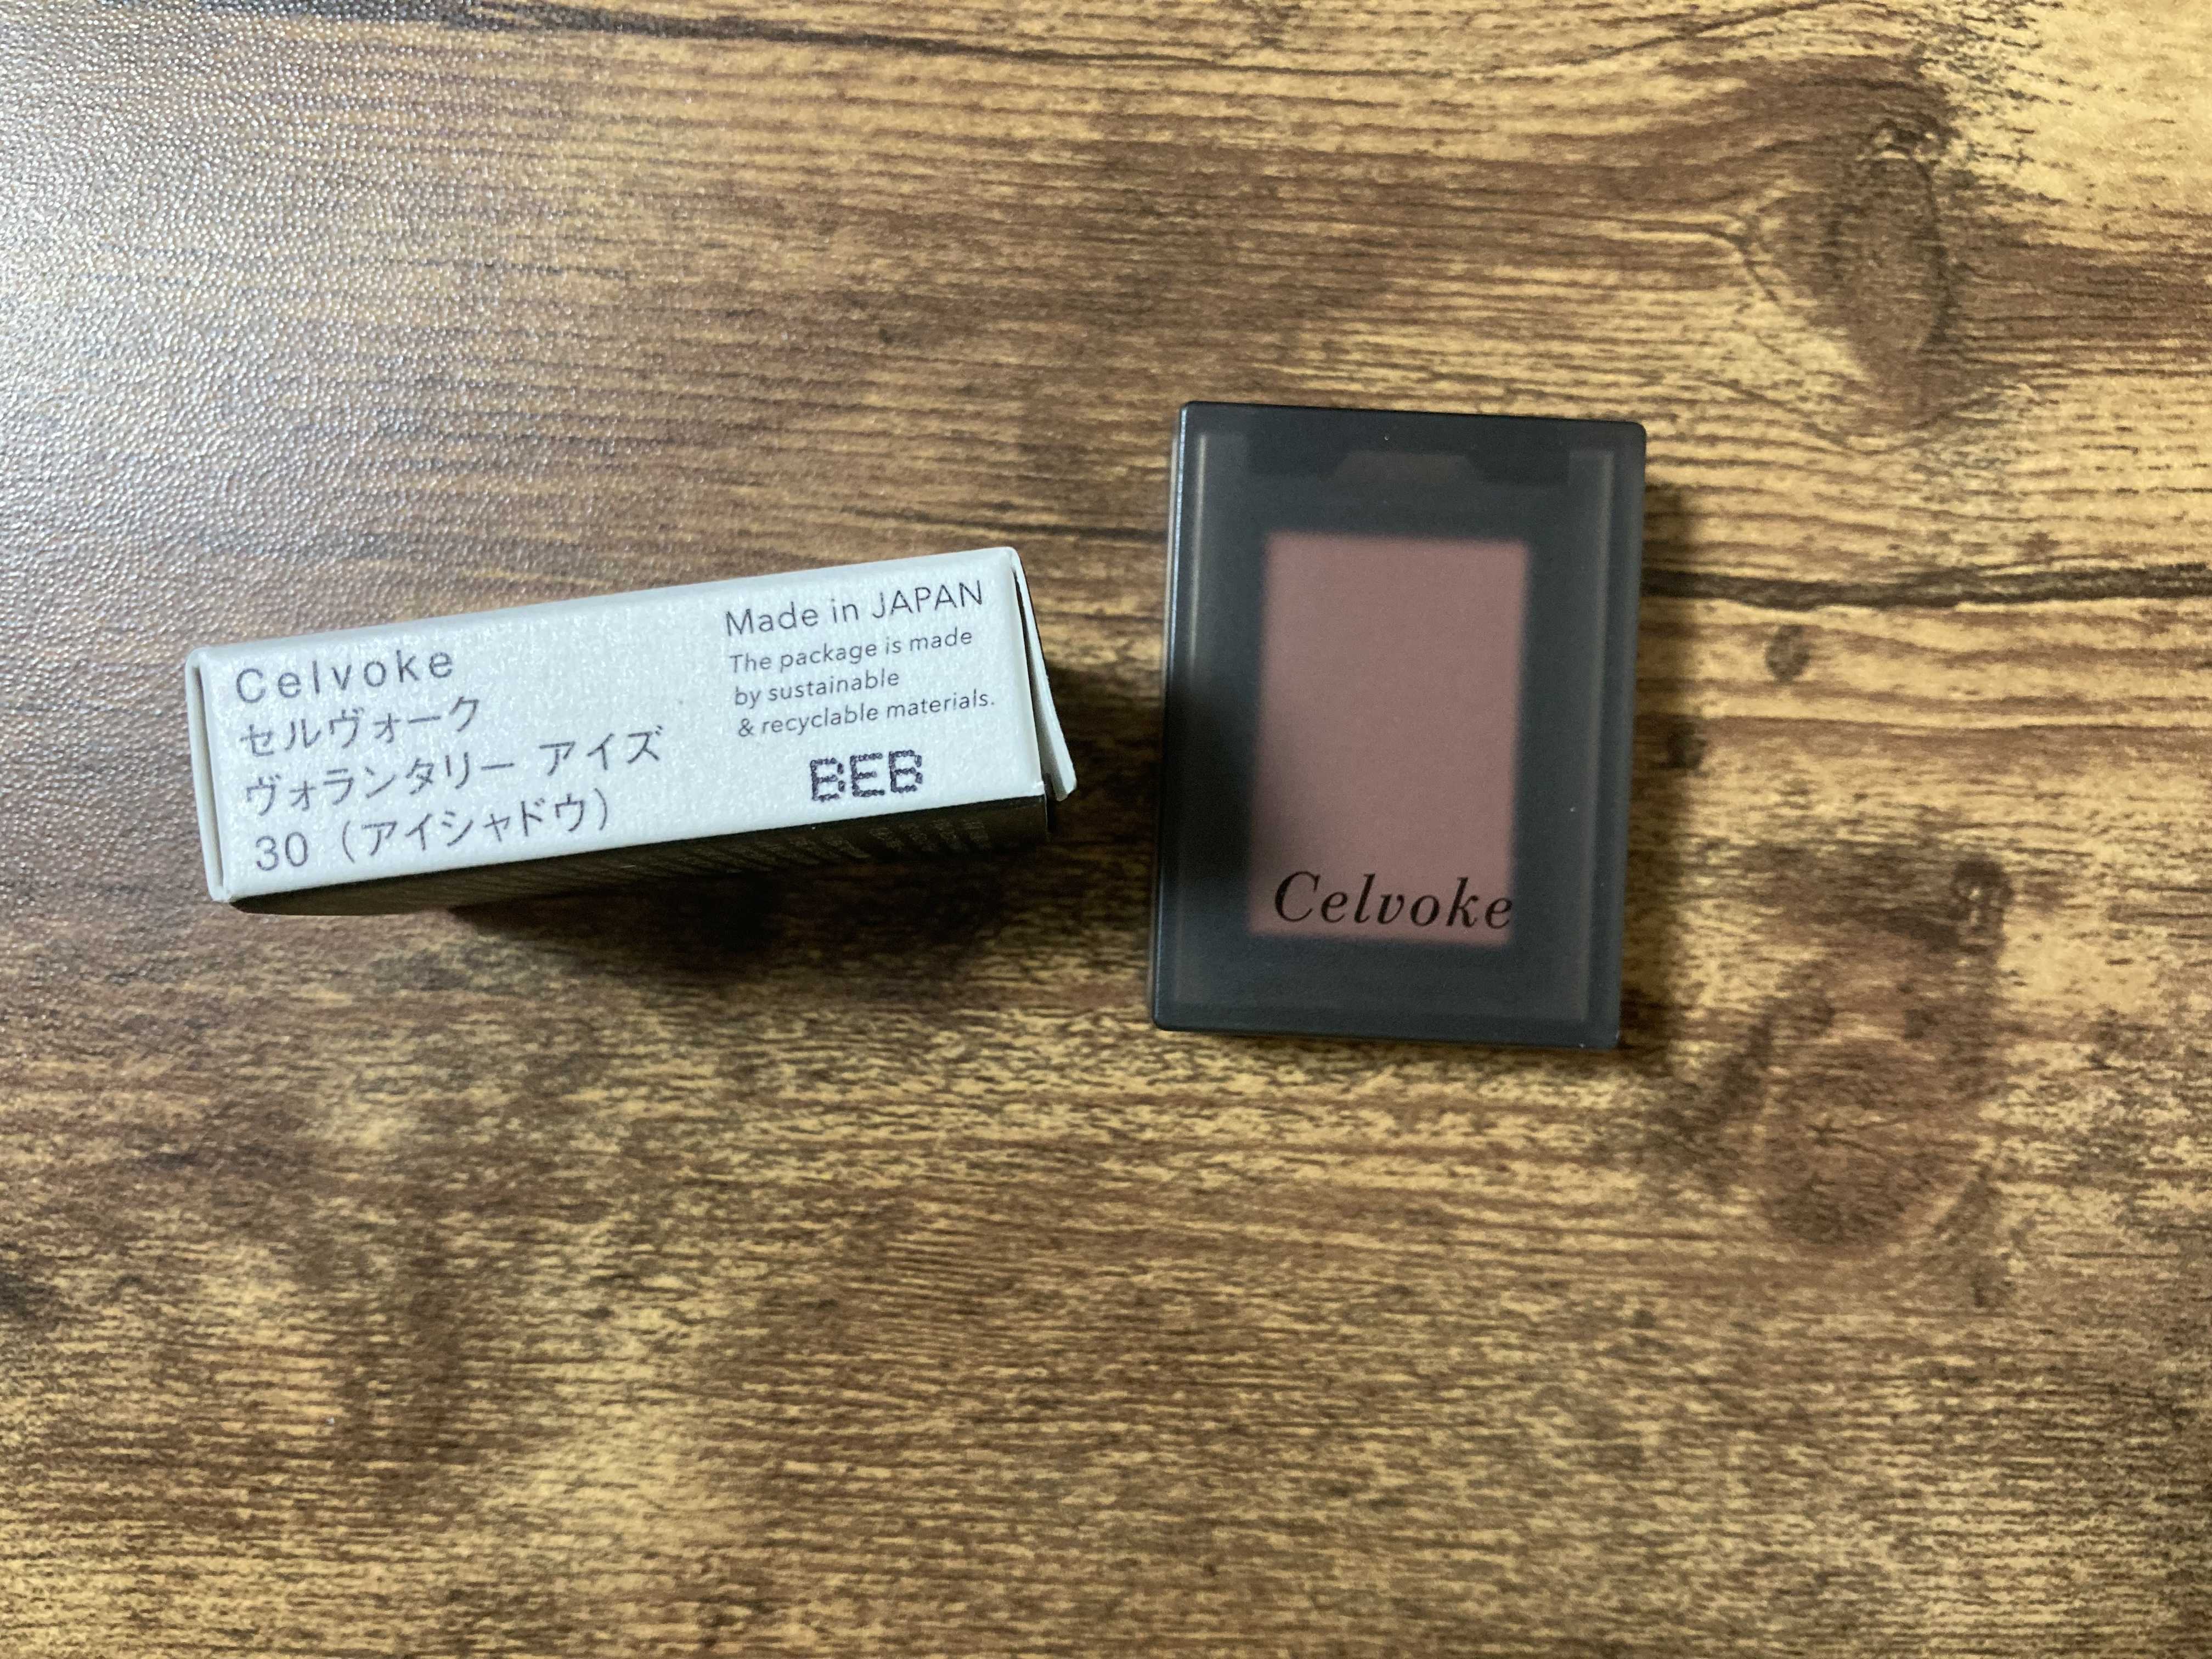 Celvoke
セルヴォーク
ヴォランタリー アイズ
30（アイシャドウ）
Made in JAPAN
The package is made
by sustainable
& recyclable materials.
BEB
Celvoke